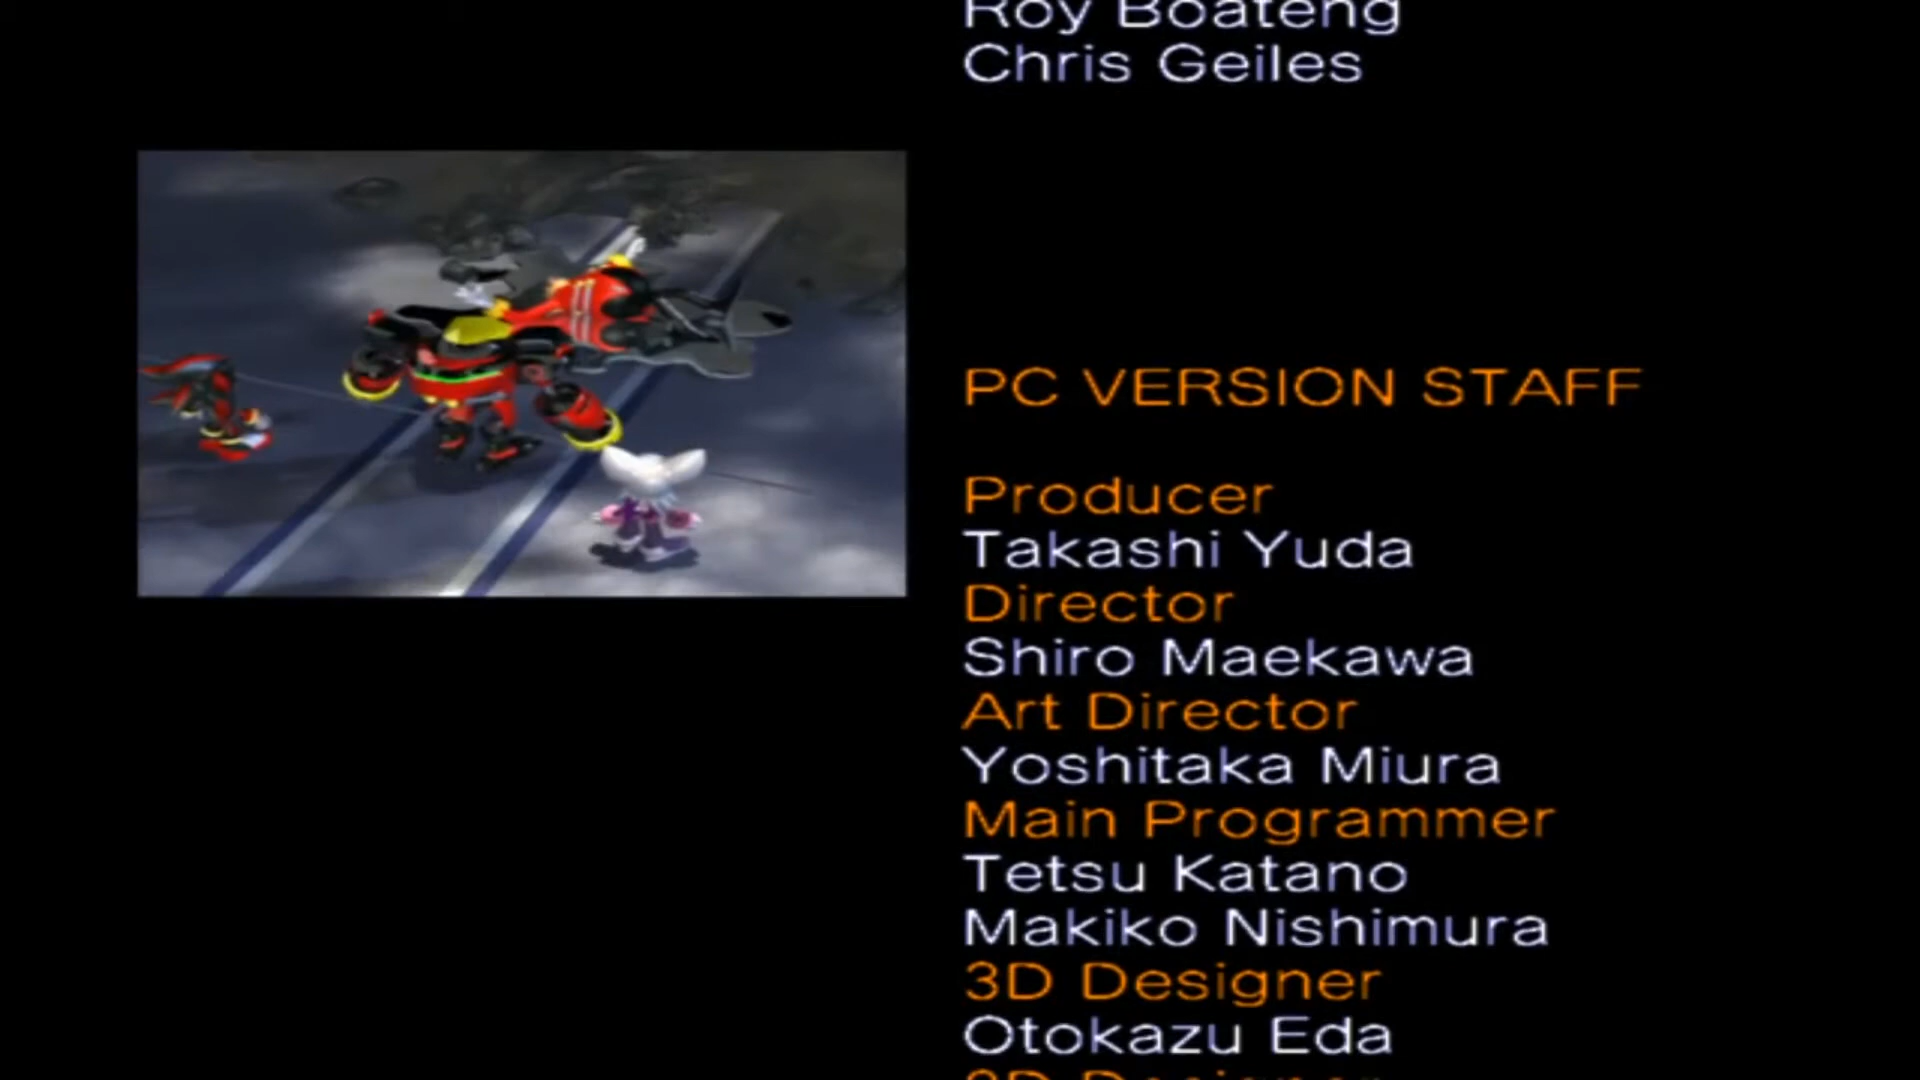 Roy Boateng
Chris Geiles
PC VERSION STAFF
Producer
Takashi Yuda
Director
Shiro Maekawa
Art Director
Yoshitaka Miura
Main Programmer
Tetsu Katano
Makiko Nishimura
3D Designer
Otokazu Eda